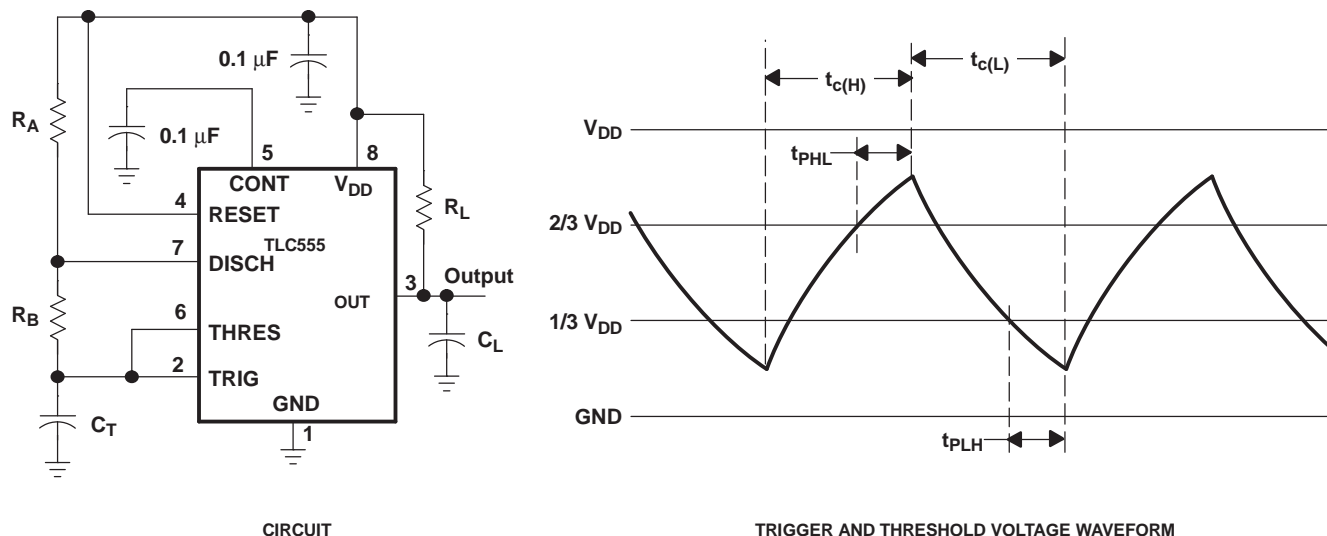 0.1 μF
0.1 μF
R_A
5
8
CONT
V_DD
4
RESET
R_L
7
TLC555
DISCH
3
Output
OUT
R_B
6
THRES
C_L
2
TRIG
GND
C_T
1
CIRCUIT
t_c(H)
t_c(L)
V_DD
t_PHL
2/3 V_DD
1/3 V_DD
GND
t_PLH
TRIGGER AND THRESHOLD VOLTAGE WAVEFORM